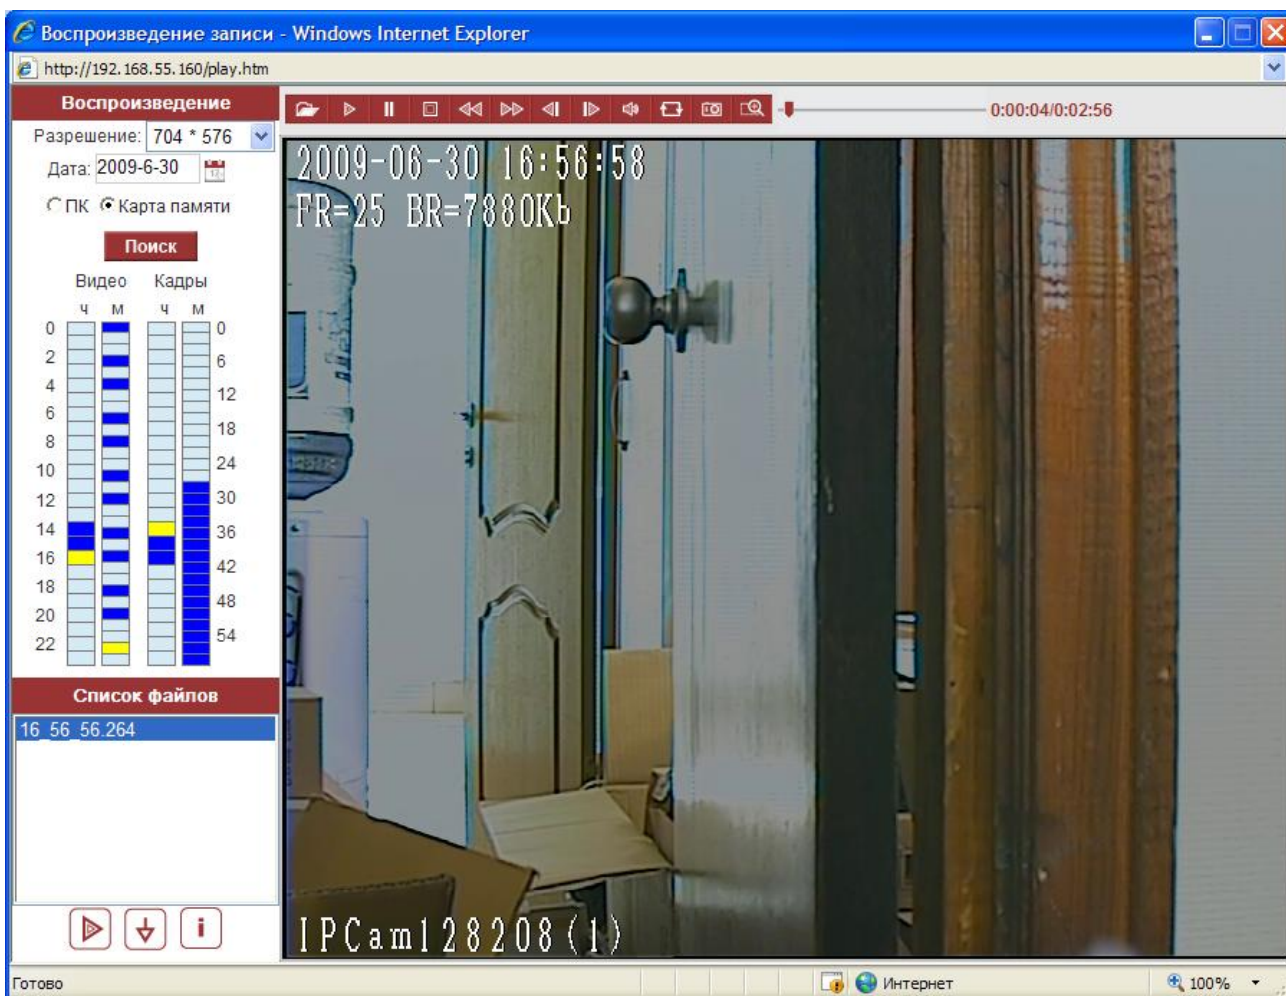 Воспроизведение записи - Windows Internet Explorer
http://192.168.55.160/play.htm
Воспроизведение
Разрешение: 704 * 576
Дата: 2009-6-30
ПК Карта памяти
Поиск
Видео Кадры
ч м ч м
0 0
2 6
4 12
6 18
8 24
10 30
12 36
14 42
16 48
18 54
20
22
Список файлов
16_56_56.264
0:00:04/0:02:56
2009-06-30 16:56:58
FR=25 BR=7880Kb
IPCam128208(1)
Готово
Интернет
100%